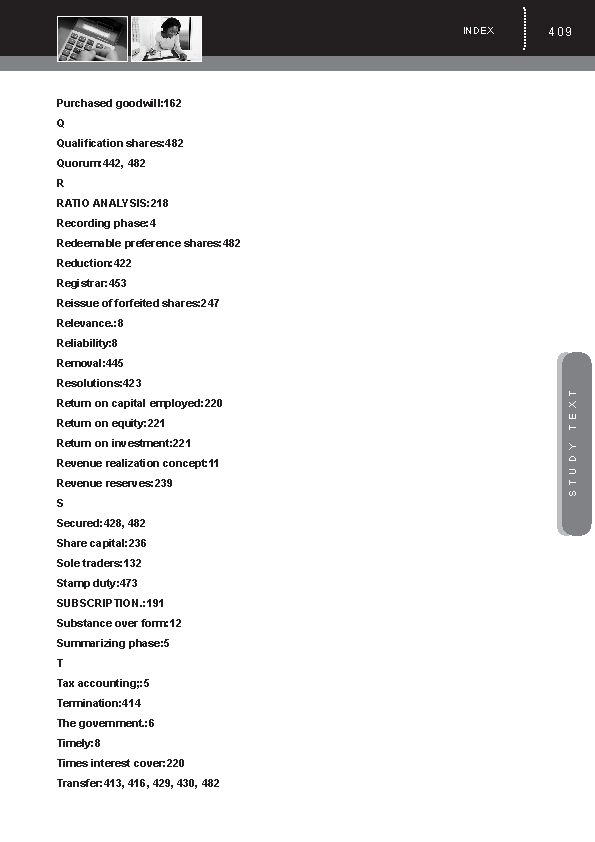 INDEX
409
Purchased goodwill:162
Q
Qualification shares:482
Quorum:442, 482
R
RATIO ANALYSIS:218
Recording phase:4
Redeemable preference shares:482
Reduction:422
Registrar:453
Reissue of forfeited shares:247
Relevance.:8
Reliability:8
Removal:445
Resolutions:423
Return on capital employed:220
Return on equity:221
Return on investment:221
Revenue realization concept:11
Revenue reserves:239
S
Secured:428, 482
Share capital:236
Sole traders:132
Stamp duty:473
SUBSCRIPTION.:191
Substance over form:12
Summarizing phase:5
T
Tax accounting;:5
Termination:414
The government.:6
Timely:8
Times interest cover:220
Transfer:413, 416, 429, 430, 482
STUDY TEXT